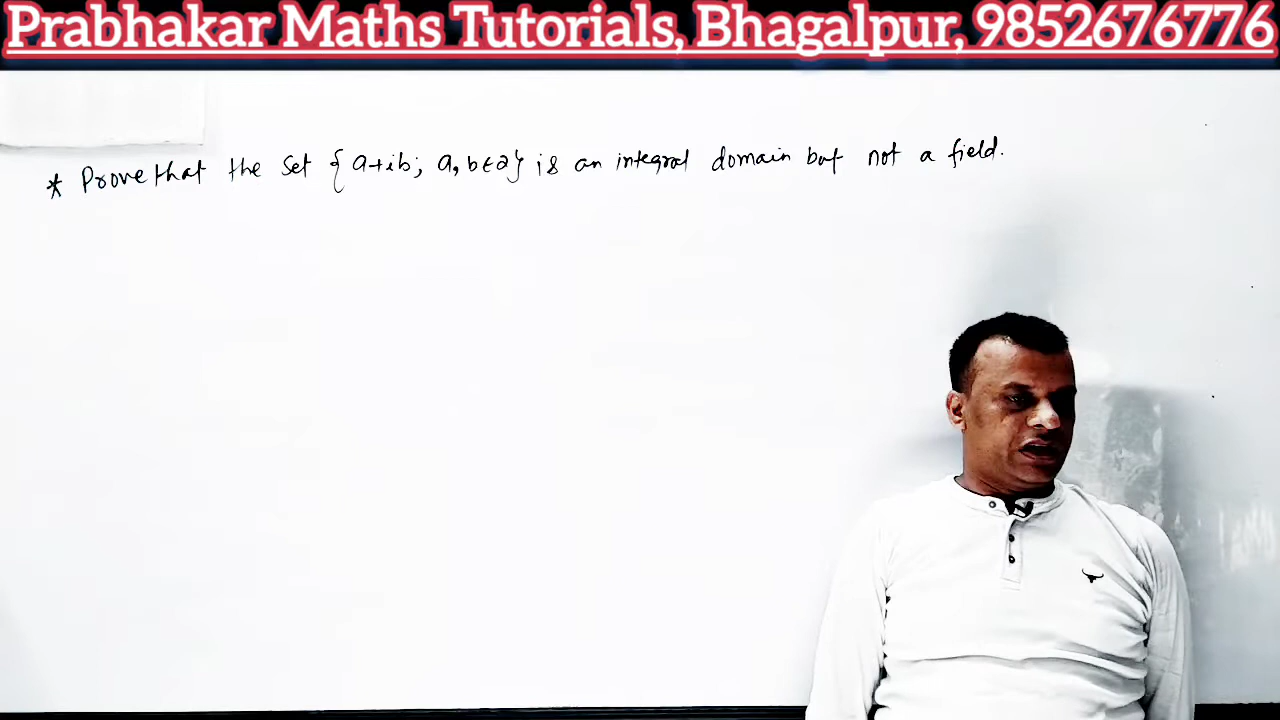 Prabhakar Maths Tutorials, Bhagalpur, 9852676776
* Prove that the Set {a+ib; a, b∈Z} is an integral domain but not a field.